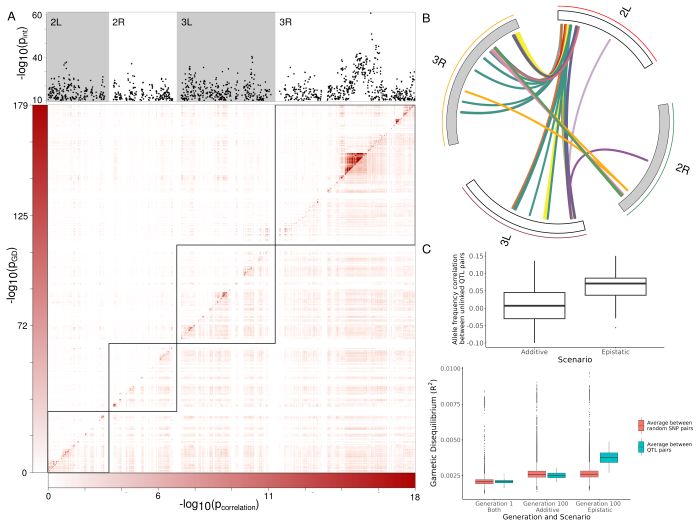 A
2L
2R
3L
3R
60
40
10
-log10(pint)
179
125
72
0
-log10(pGD)
0
6
11
18
-log10(pcorrelation)
B
2L
3R
2R
3L
C
0.15
0.10
0.05
0.00
-0.05
-0.10
Allele frequency correlation
between unlinked QTL pairs
Additive
Epistatic
Scenario
0.0100
0.0075
0.0050
0.0025
Gametic Disequilibrium (R²)
Generation 1
Both
Generation 100
Additive
Generation 100
Epistatic
Generation and Scenario
Average between
random SNP pairs
Average between
QTL pairs